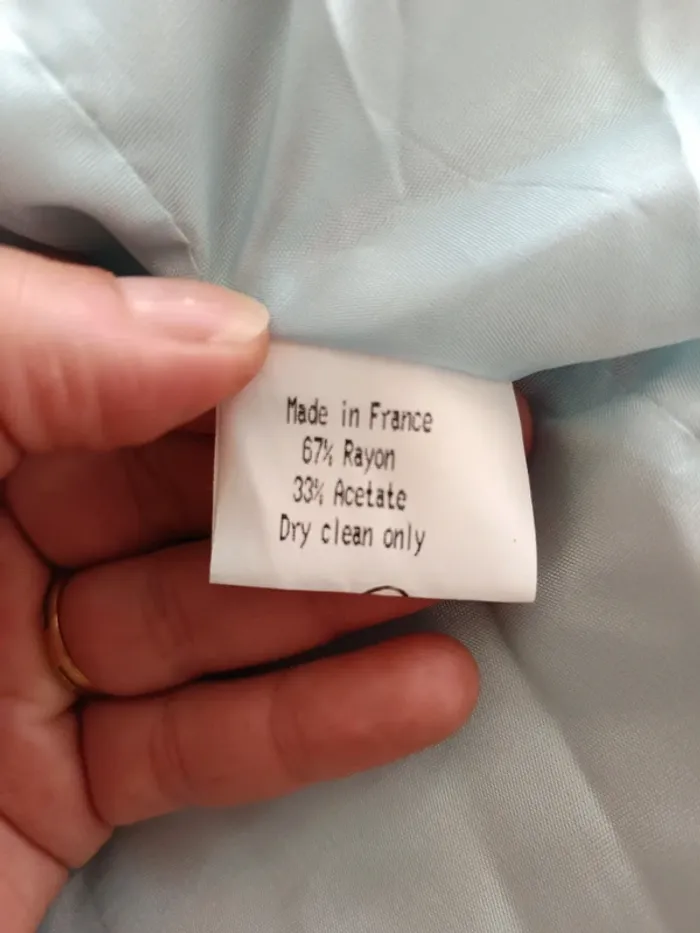 Made in France
67% Rayon
33% Acetate
Dry clean only